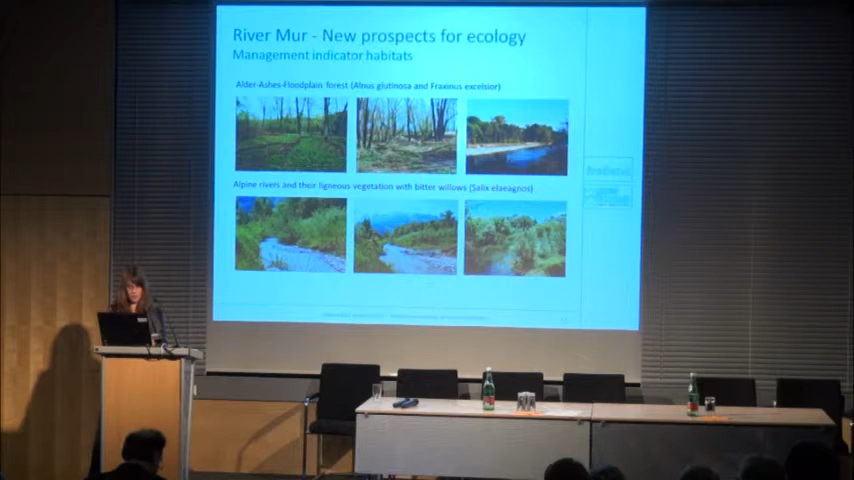 River Mur - New prospects for ecology
Management indicator habitats
Alder-Ashes-Floodplain forest (Alnus glutinosa and Fraxinus excelsior)
Alpine rivers and their ligneous vegetation with bitter willows (Salix elaeagnos)